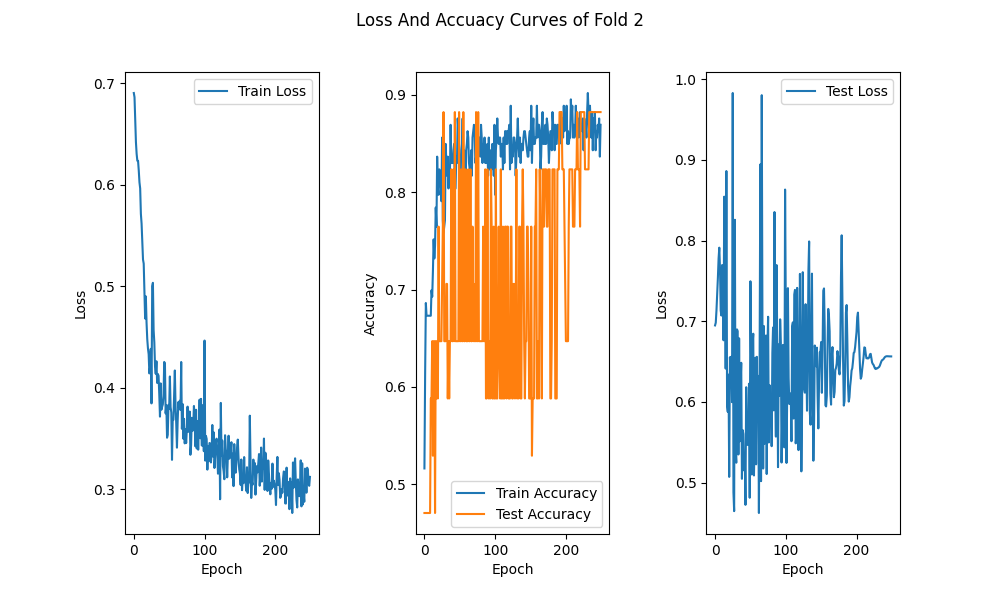 Loss And Accuacy Curves of Fold 2
0.7
0.6
0.5
0.4
0.3
0
100
200
Loss
Epoch
Train Loss
0.9
0.8
0.7
0.6
0.5
0
100
200
Accuracy
Epoch
Train Accuracy
Test Accuracy
1.0
0.9
0.8
0.7
0.6
0.5
0
100
200
Loss
Epoch
Test Loss